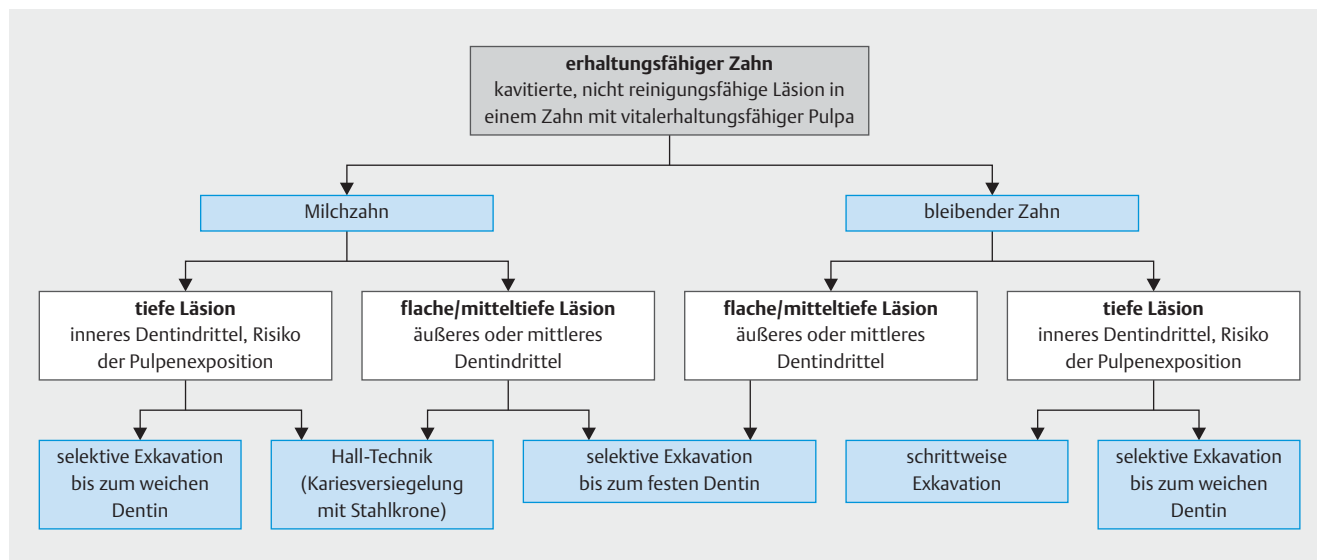 erhaltungsfähiger Zahn
kavitierte, nicht reinigungsfähige Läsion in
einem Zahn mit vitalerhaltungsfähiger Pulpa
Milchzahn
bleibender Zahn
tiefe Läsion
inneres Dentindrittel, Risiko
der Pulpenexposition
flache/mitteltiefe Läsion
äußeres oder mittleres
Dentindrittel
flache/mitteltiefe Läsion
äußeres oder mittleres
Dentindrittel
tiefe Läsion
inneres Dentindrittel, Risiko
der Pulpenexposition
selektive Exkavation
bis zum weichen
Dentin
Hall-Technik
(Kariesversiegelung
mit Stahlkrone)
selektive Exkavation
bis zum festen Dentin
schrittweise
Exkavation
selektive Exkavation
bis zum weichen
Dentin